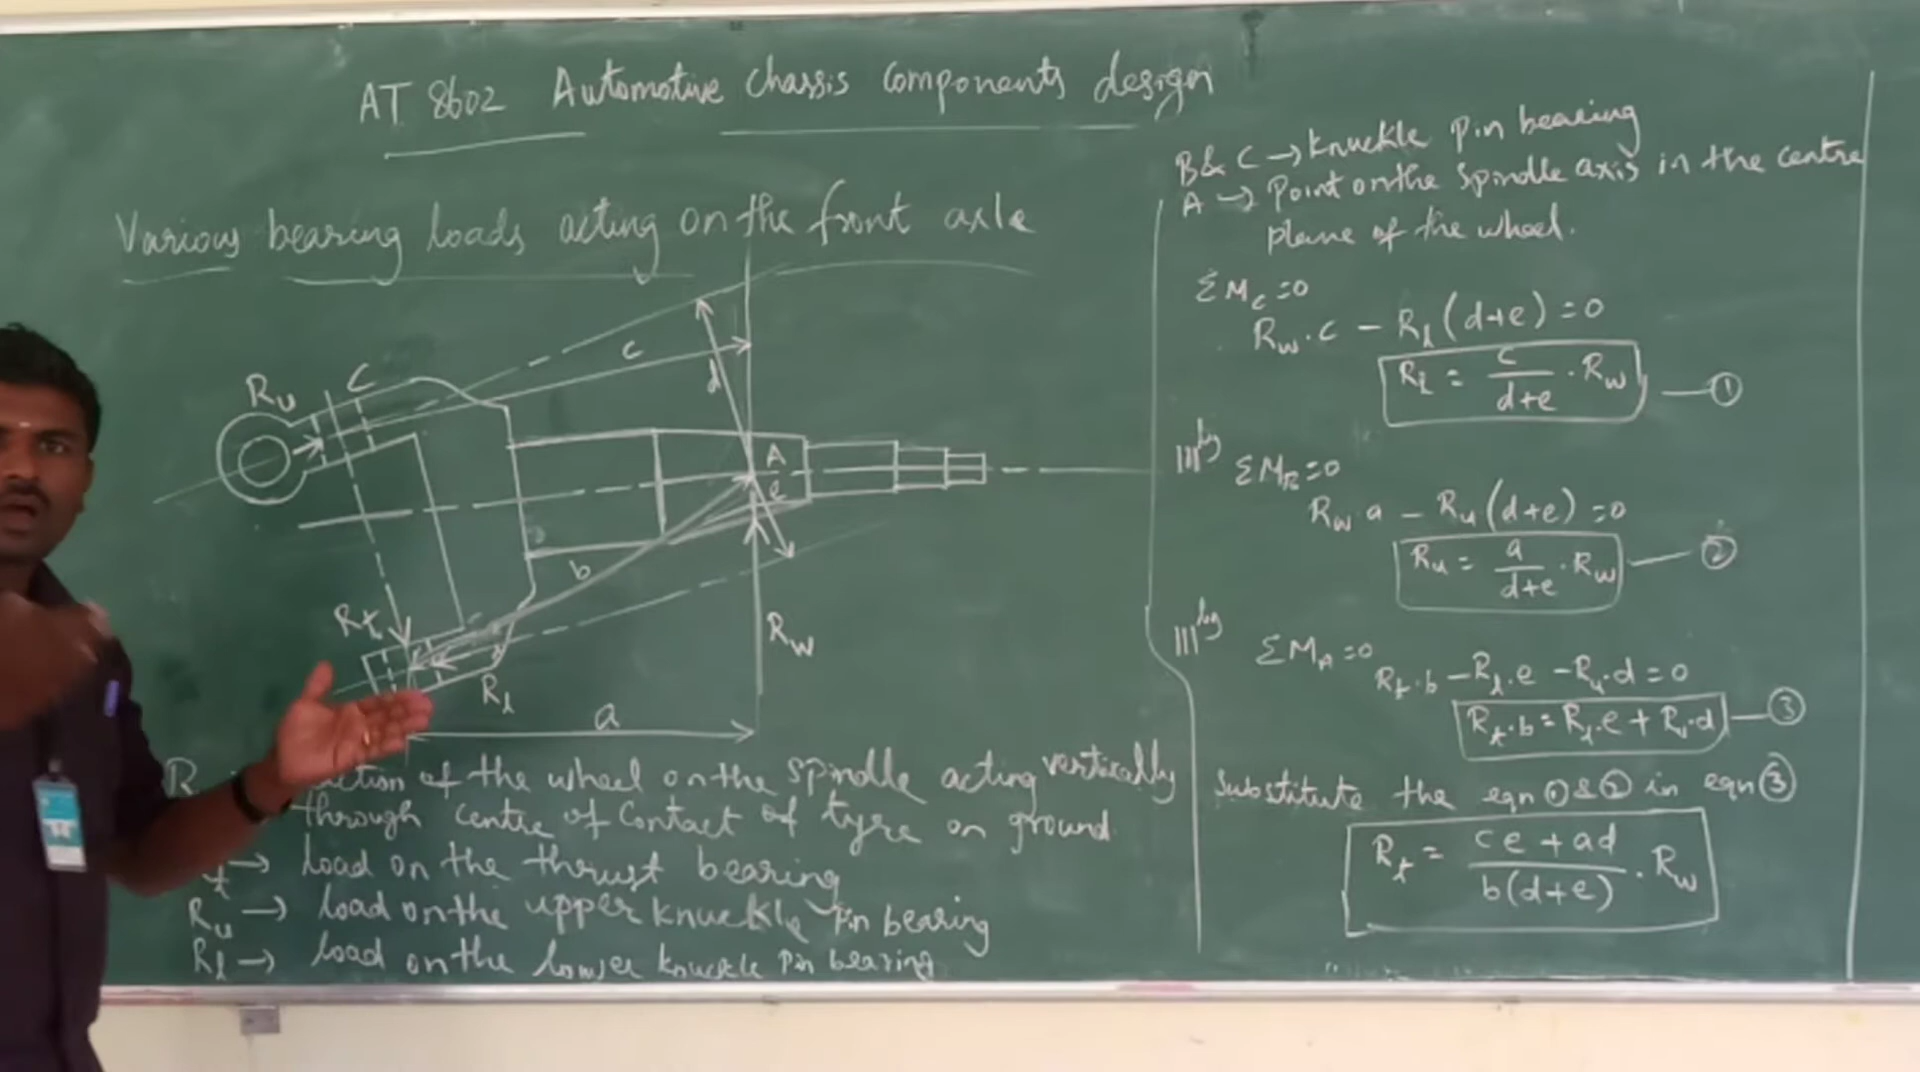 AT 8602 Automotive chassis components design
Various bearing loads acting on the front axle
Ru
C
c
d
A
e
b
Rt
Rl
Rw
a
R
ction of the wheel on the spindle acting vertically
through centre of contact of tyre on ground
t → load on the thrust bearing
Ru → load on the upper knuckle pin bearing
Rl → load on the lower knuckle pin bearing
B & C → knuckle pin bearing
A → Point on the Spindle axis in the centre
plane of the wheel.
ΣMc=0
Rw·c - Rl(d+e)=0
Rl = c/(d+e) · Rw —①
|||ly ΣMB=0
Rw·a - Ru(d+e)=0
Ru = a/(d+e) · Rw —②
|||ly ΣMA=0
Rt·b - Rl·e - Ru·d=0
Rt·b = Rl·e + Ru·d —③
Substitute the eqn ① & ② in eqn ③
Rt = (ce+ad)/(b(d+e)) · Rw